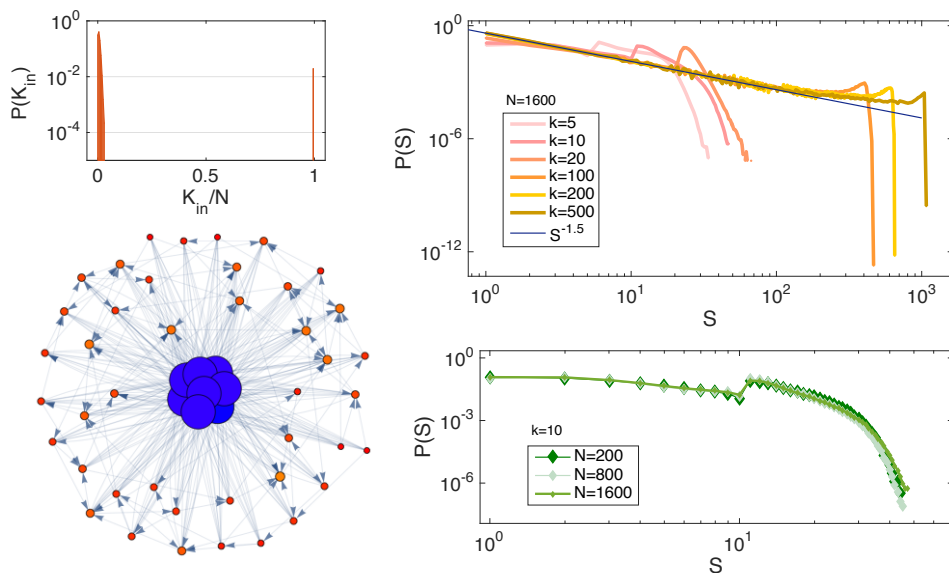 10^0
10^-2
10^-4
P(K_in)
0
0.5
1
K_in/N
10^0
10^-6
10^-12
P(S)
N=1600
k=5
k=10
k=20
k=100
k=200
k=500
S^-1.5
10^0
10^1
10^2
10^3
S
10^0
10^-3
10^-6
P(S)
k=10
N=200
N=800
N=1600
10^0
10^1
S